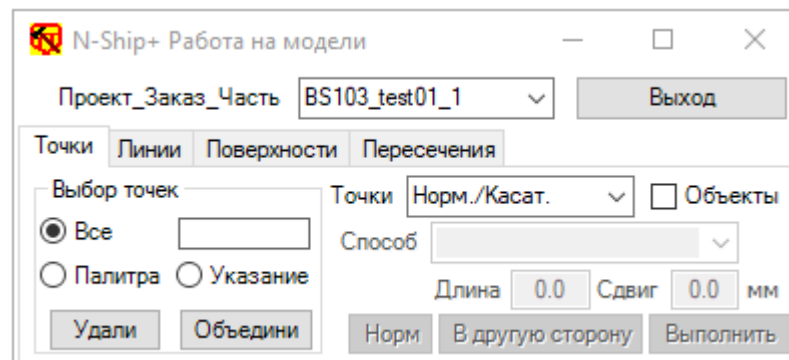 N-Ship+ Работа на модели
Проект_Заказ_Часть BS103_test01_1 Выход
Точки Линии Поверхности Пересечения
Выбор точек Точки Норм./Касат. Объекты
Все Способ
Палитра Указание Длина 0.0 Сдвиг 0.0 мм
Удали Объедини Норм В другую сторону Выполнить